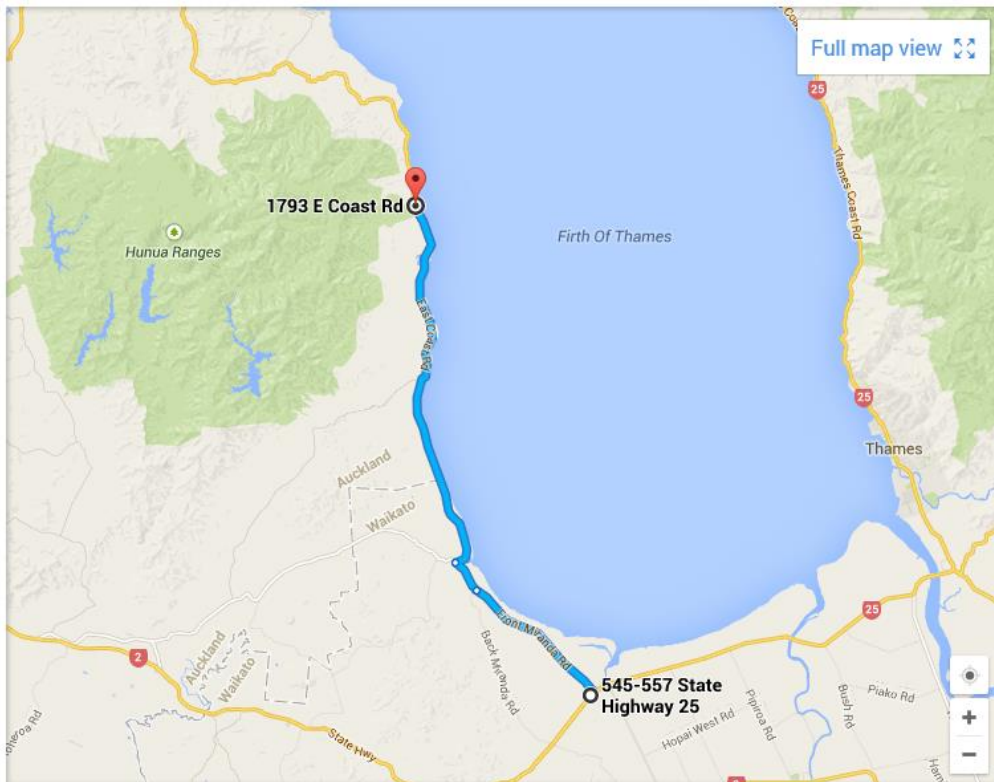 Full map view
25
Thames Coast Rd
1793 E Coast Rd
Firth Of Thames
Hunua Ranges
East Coast Rd
25
Thames
Auckland
Waikato
25
Front Miranda Rd
Back Miranda Rd
2
Auckland
Waikato
545-557 State
Highway 25
Piako Rd
Pipiroa Rd
Bush Rd
Hopai West Rd
State Hwy
+
−